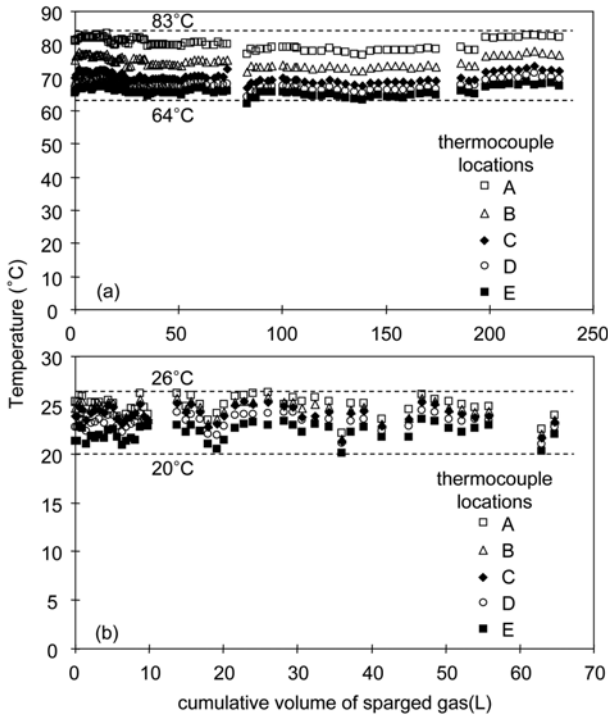 90
80
70
60
50
40
30
20
10
0
83°C
64°C
thermocouple
locations
A
B
C
D
E
(a)
0 50 100 150 200 250
Temperature (°C)
30
25
20
15
10
5
0
26°C
20°C
thermocouple
locations
A
B
C
D
E
(b)
0 10 20 30 40 50 60 70
cumulative volume of sparged gas(L)